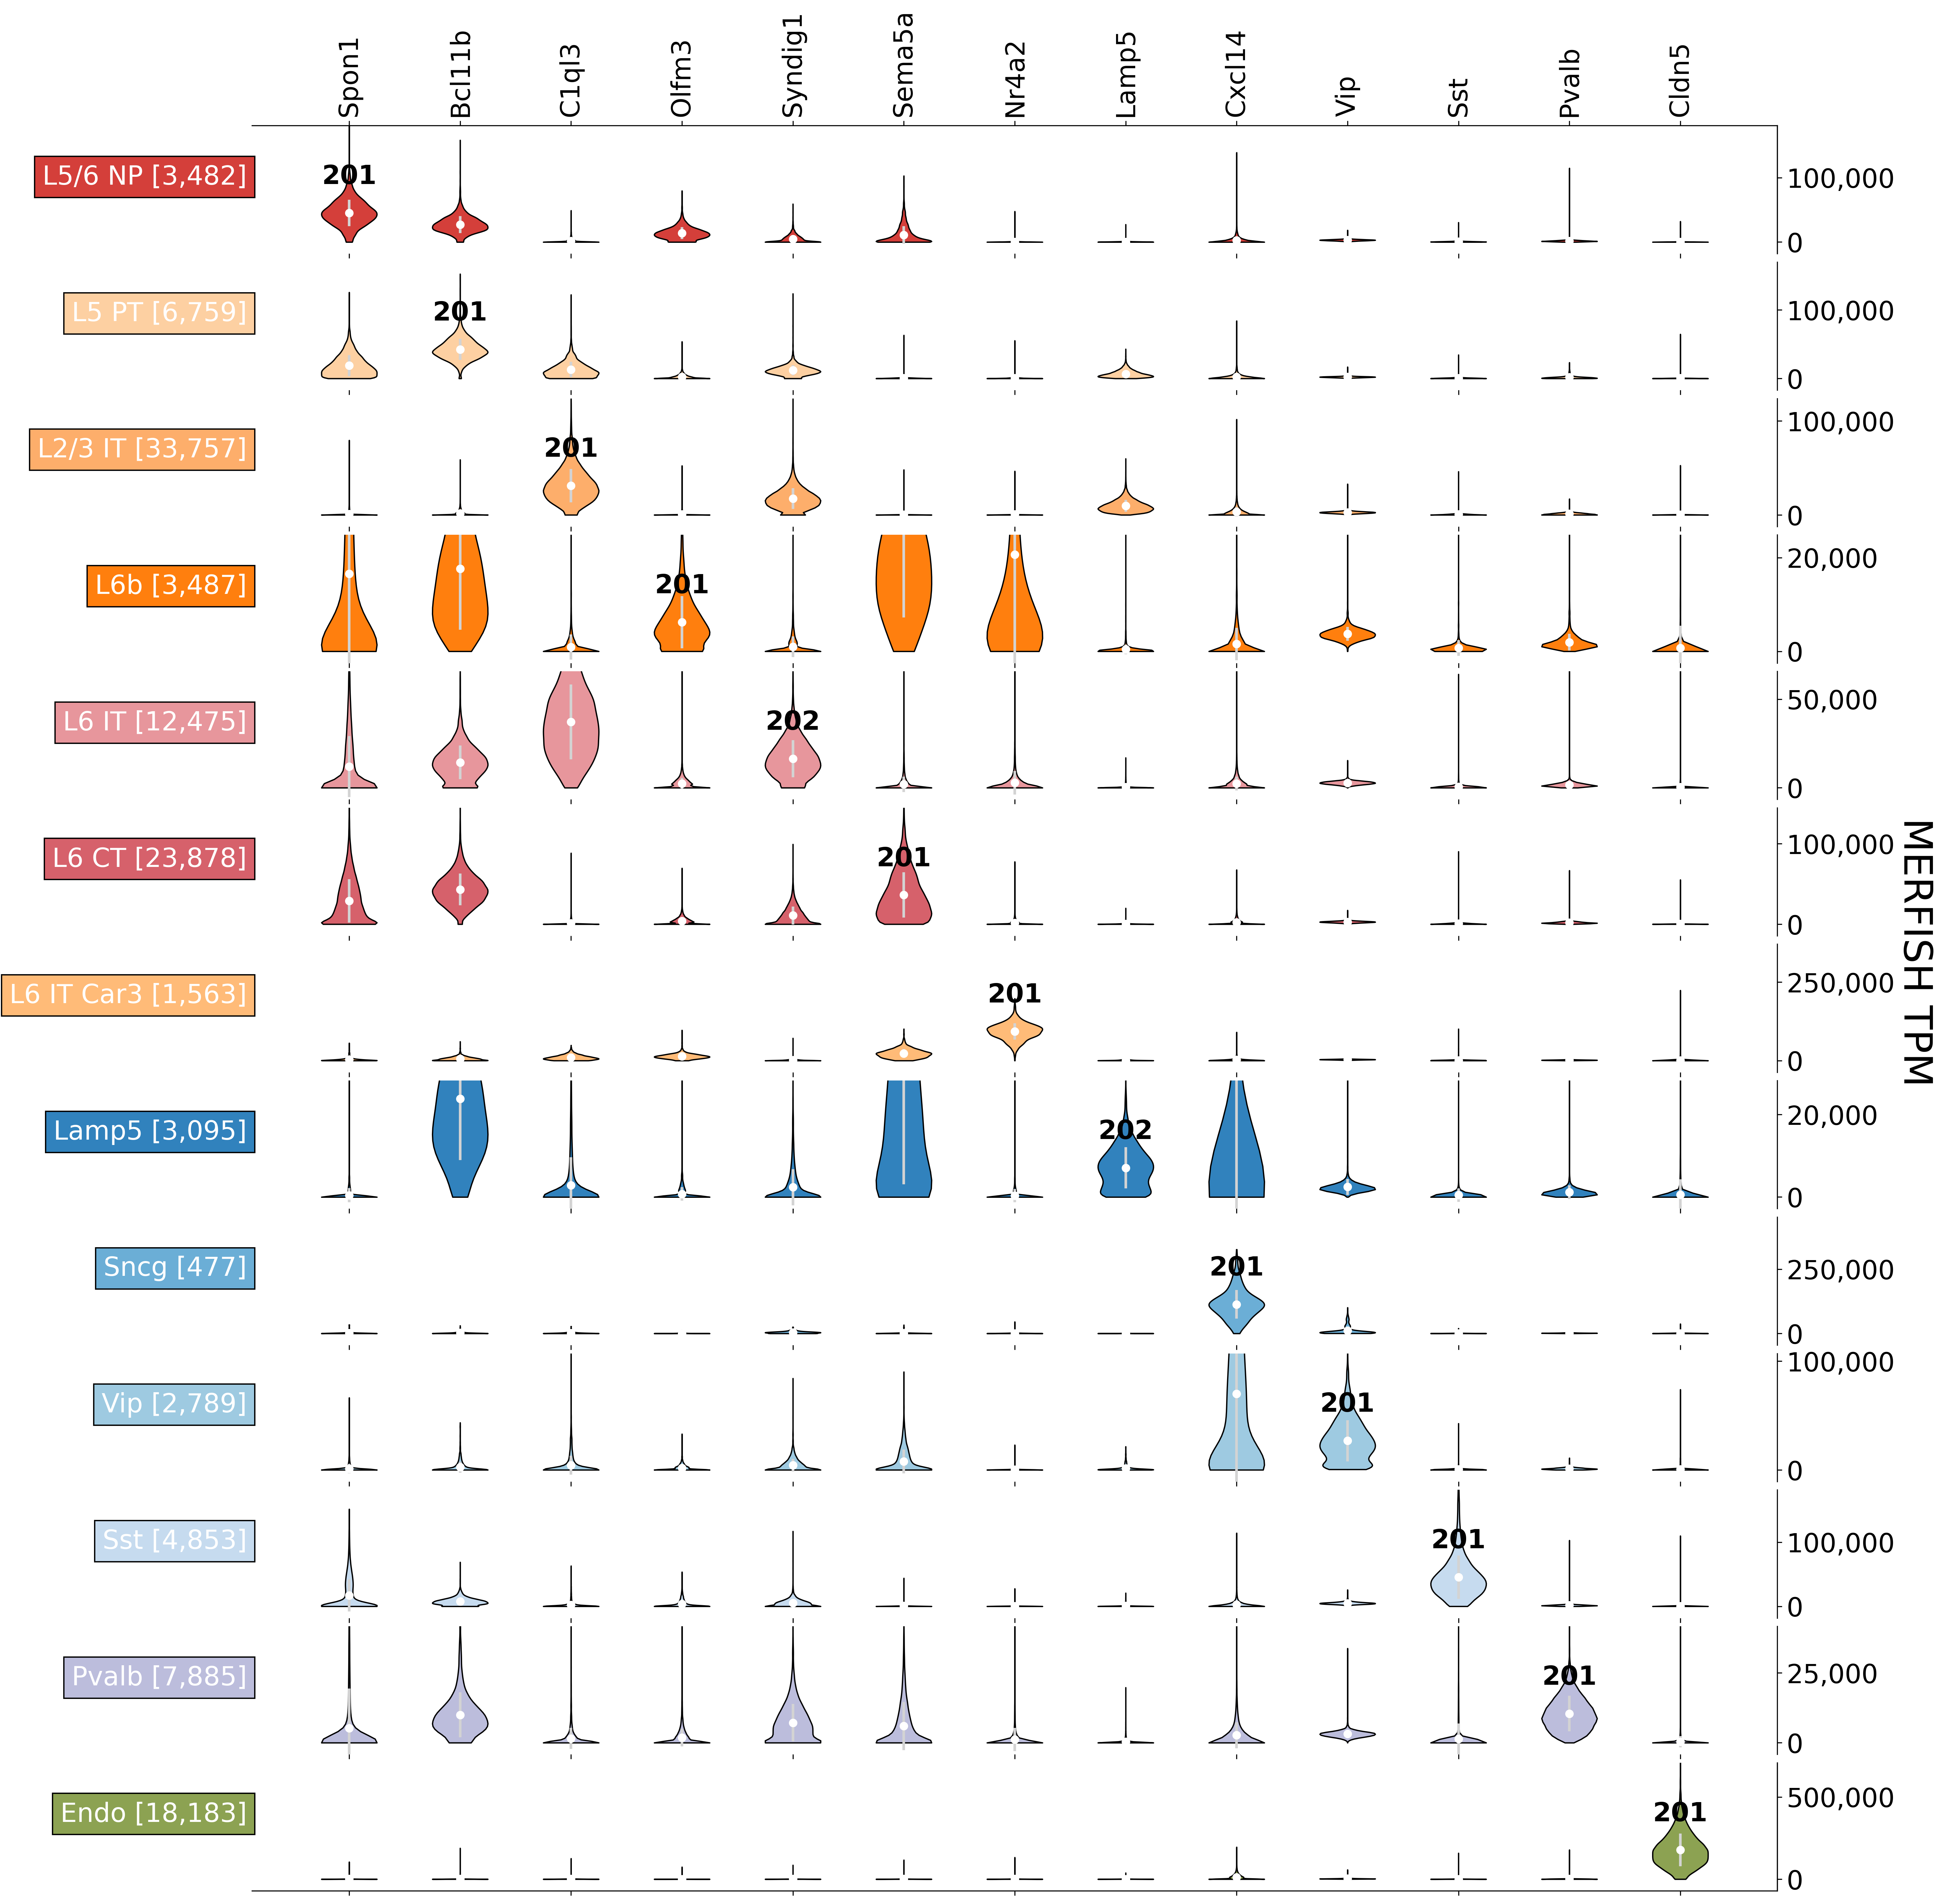 Spon1 Bcl11b C1ql3 Olfm3 Syndig1 Sema5a Nr4a2 Lamp5 Cxcl14 Vip Sst Pvalb Cldn5
L5/6 NP [3,482] 201 100,000
0
L5 PT [6,759] 201 100,000
0
L2/3 IT [33,757] 201 100,000
0
L6b [3,487] 201 20,000
0
L6 IT [12,475] 202 50,000
0
L6 CT [23,878] 201 100,000
0
L6 IT Car3 [1,563] 201 250,000
0
Lamp5 [3,095] 202 20,000
0
Sncg [477] 201 250,000
0
Vip [2,789] 201 100,000
0
Sst [4,853] 201 100,000
0
Pvalb [7,885] 201 25,000
0
Endo [18,183] 201 500,000
0
MERFISH TPM